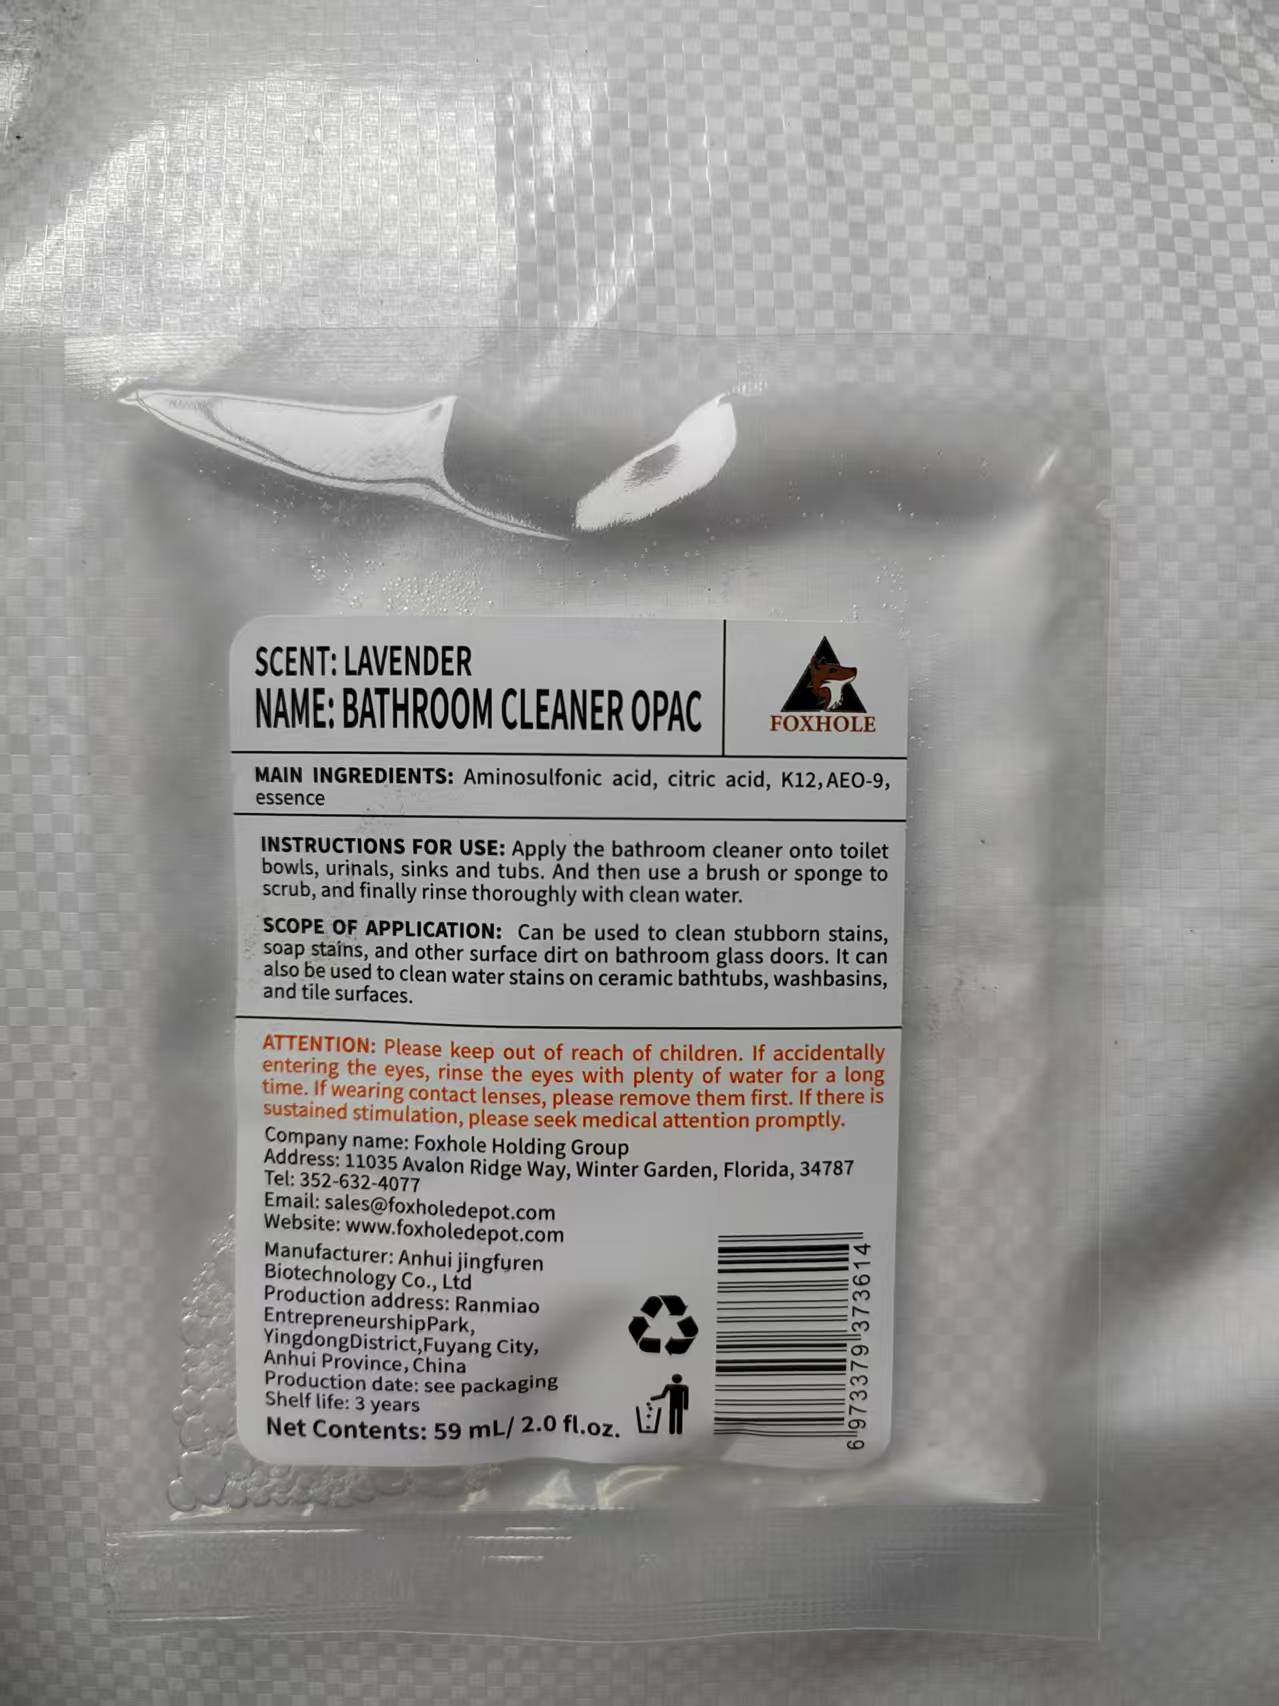 SCENT: LAVENDER
NAME: BATHROOM CLEANER OPAC
FOXHOLE
MAIN INGREDIENTS: Aminosulfonic acid, citric acid, K12,AEO-9,
essence
INSTRUCTIONS FOR USE: Apply the bathroom cleaner onto toilet
bowls, urinals, sinks and tubs. And then use a brush or sponge to
scrub, and finally rinse thoroughly with clean water.
SCOPE OF APPLICATION: Can be used to clean stubborn stains,
soap stains, and other surface dirt on bathroom glass doors. It can
also be used to clean water stains on ceramic bathtubs, washbasins,
and tile surfaces.
ATTENTION: Please keep out of reach of children. If accidentally
entering the eyes, rinse the eyes with plenty of water for a long
time. If wearing contact lenses, please remove them first. If there is
sustained stimulation, please seek medical attention promptly.
Company name: Foxhole Holding Group
Address: 11035 Avalon Ridge Way, Winter Garden, Florida, 34787
Tel: 352-632-4077
Email: sales@foxholedepot.com
Website: www.foxholedepot.com
Manufacturer: Anhui jingfuren
Biotechnology Co., Ltd
Production address: Ranmiao
EntrepreneurshipPark,
YingdongDistrict,Fuyang City,
Anhui Province, China
Production date: see packaging
Shelf life: 3 years
Net Contents: 59 mL/ 2.0 fl.oz.
6 973379 373614